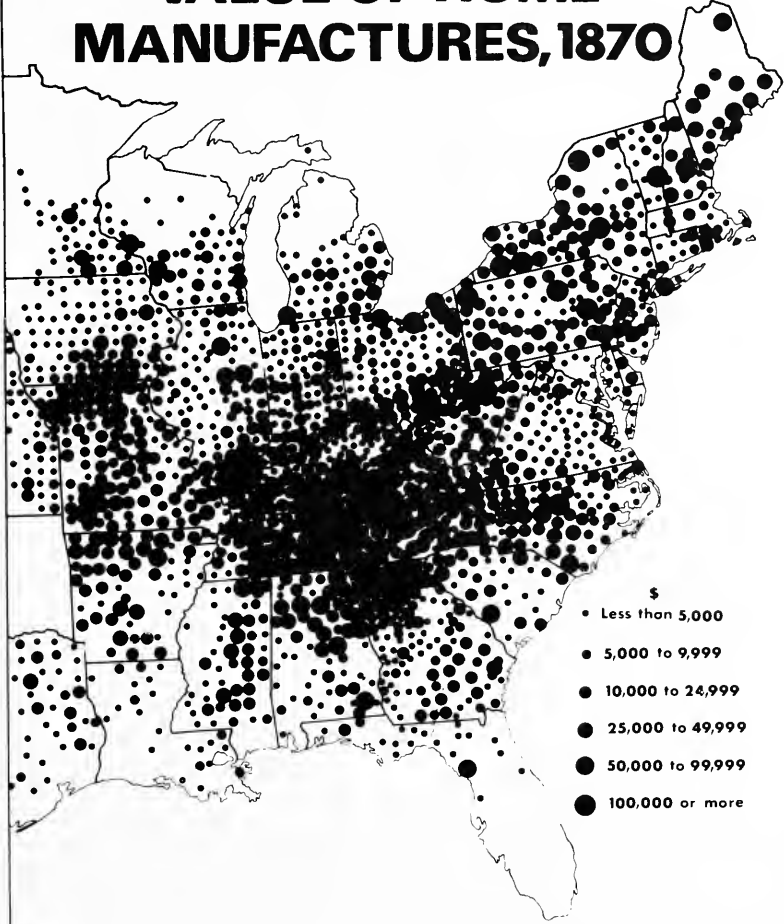 MANUFACTURES, 1870
$
Less than 5,000
5,000 to 9,999
10,000 to 24,999
25,000 to 49,999
50,000 to 99,999
100,000 or more